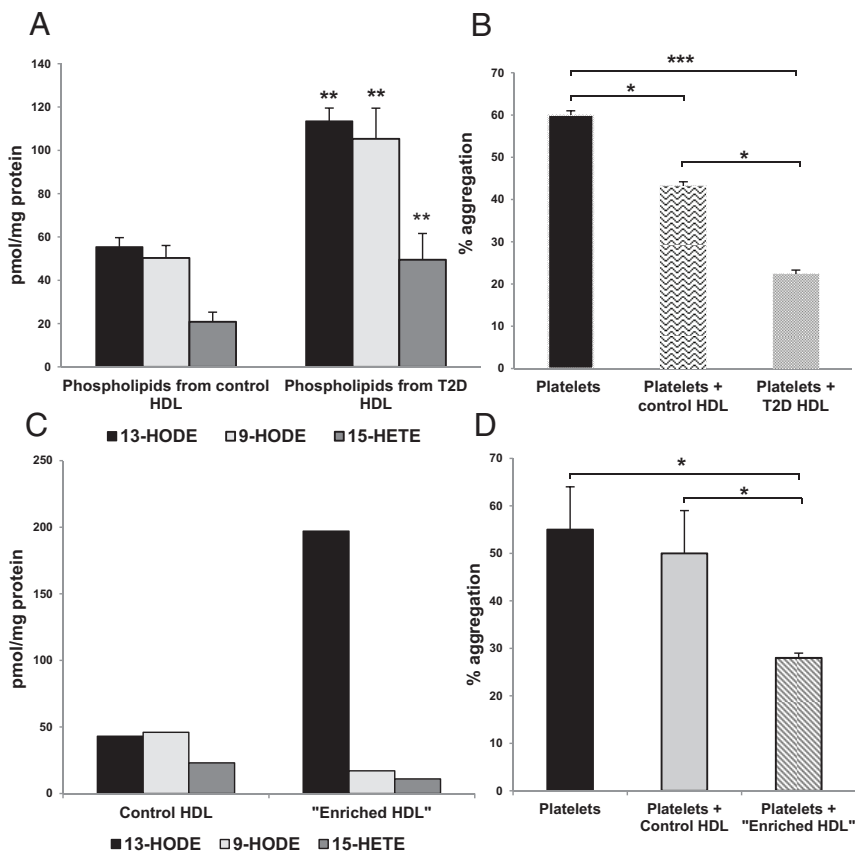 A
pmol/mg protein
140
120
100
80
60
40
20
0
** **
**
Phospholipids from control HDL
Phospholipids from T2D HDL
13-HODE 9-HODE 15-HETE
B
% aggregation
70
60
50
40
30
20
10
0
***
*
*
Platelets
Platelets + control HDL
Platelets + T2D HDL
C
pmol/mg protein
250
200
150
100
50
0
Control HDL
"Enriched HDL"
13-HODE 9-HODE 15-HETE
D
% aggregation
70
60
50
40
30
20
10
0
*
*
Platelets
Platelets + Control HDL
Platelets + "Enriched HDL"